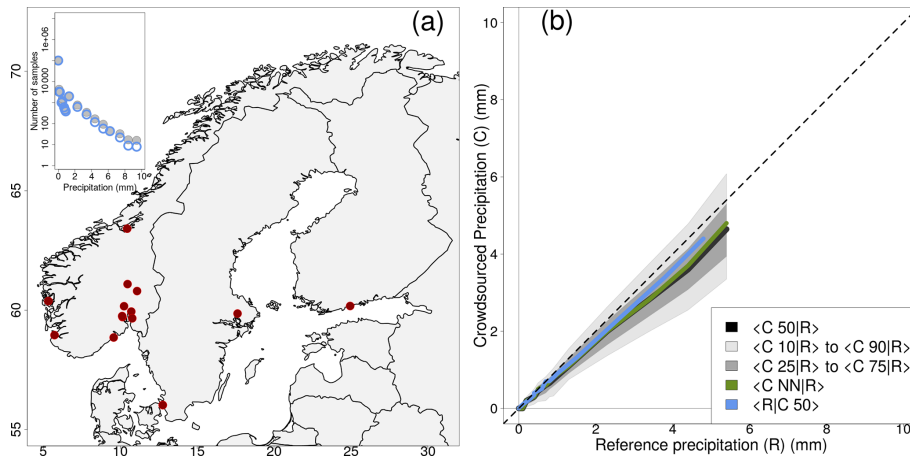 (a)
(b)
Number of samples
1e+06
10000
100
10
1
0
2
4
6
8
10
Precipitation (mm)
70
65
60
55
5
10
15
20
25
30
Crowdsourced Precipitation (C) (mm)
10
8
6
4
2
0
0
2
4
6
8
10
Reference precipitation (R) (mm)
<C 50|R>
<C 10|R> to <C 90|R>
<C 25|R> to <C 75|R>
<C NN|R>
<R|C 50>